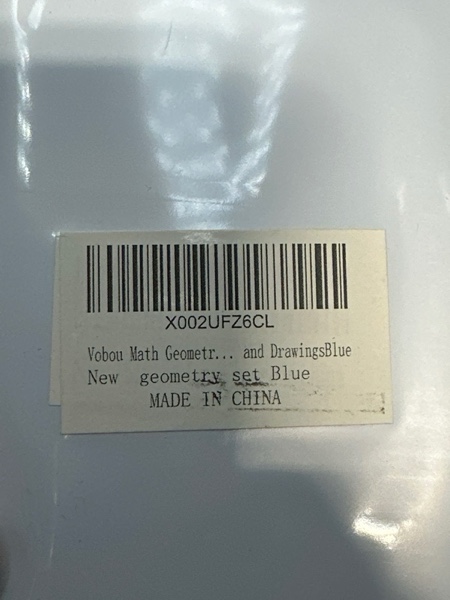 X002UFZ6CL
Vobou Math Geometr... and DrawingsBlue
New geometry set Blue
MADE IN CHINA